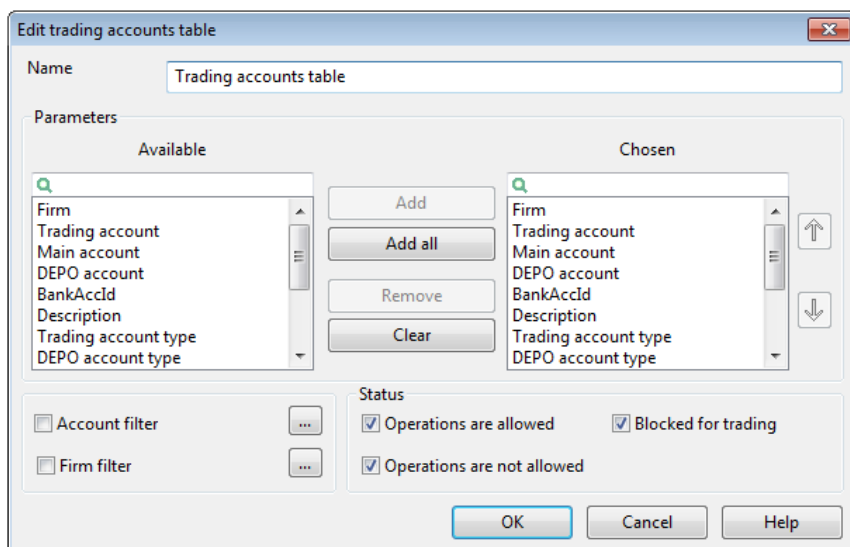 Edit trading accounts table
Name
Trading accounts table
Parameters
Available
Chosen
Firm
Trading account
Main account
DEPO account
BankAccId
Description
Trading account type
DEPO account type
Add
Add all
Remove
Clear
Firm
Trading account
Main account
DEPO account
BankAccId
Description
Trading account type
DEPO account type
Account filter
...
Firm filter
...
Status
Operations are allowed
Blocked for trading
Operations are not allowed
OK
Cancel
Help